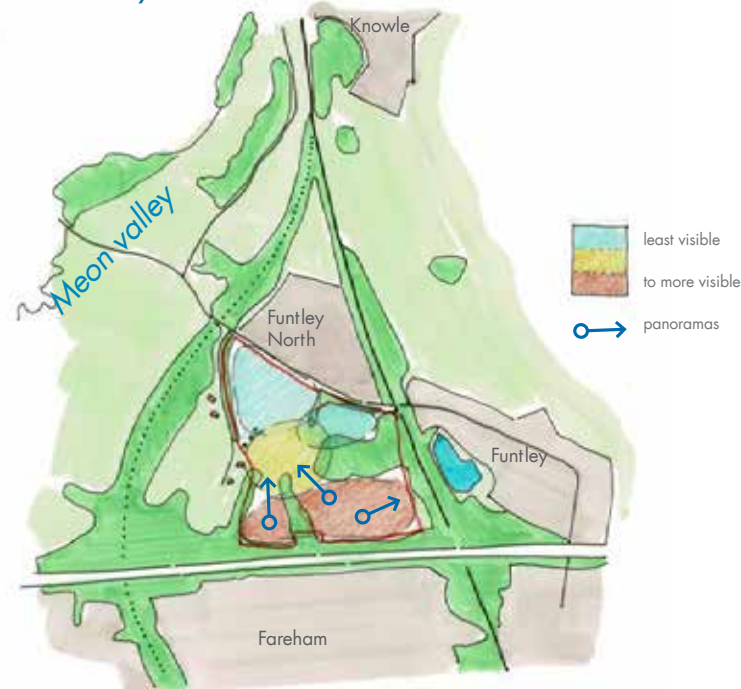 Knowle
Meon valley
least visible
to more visible
panoramas
Funtley
North
Funtley
Fareham